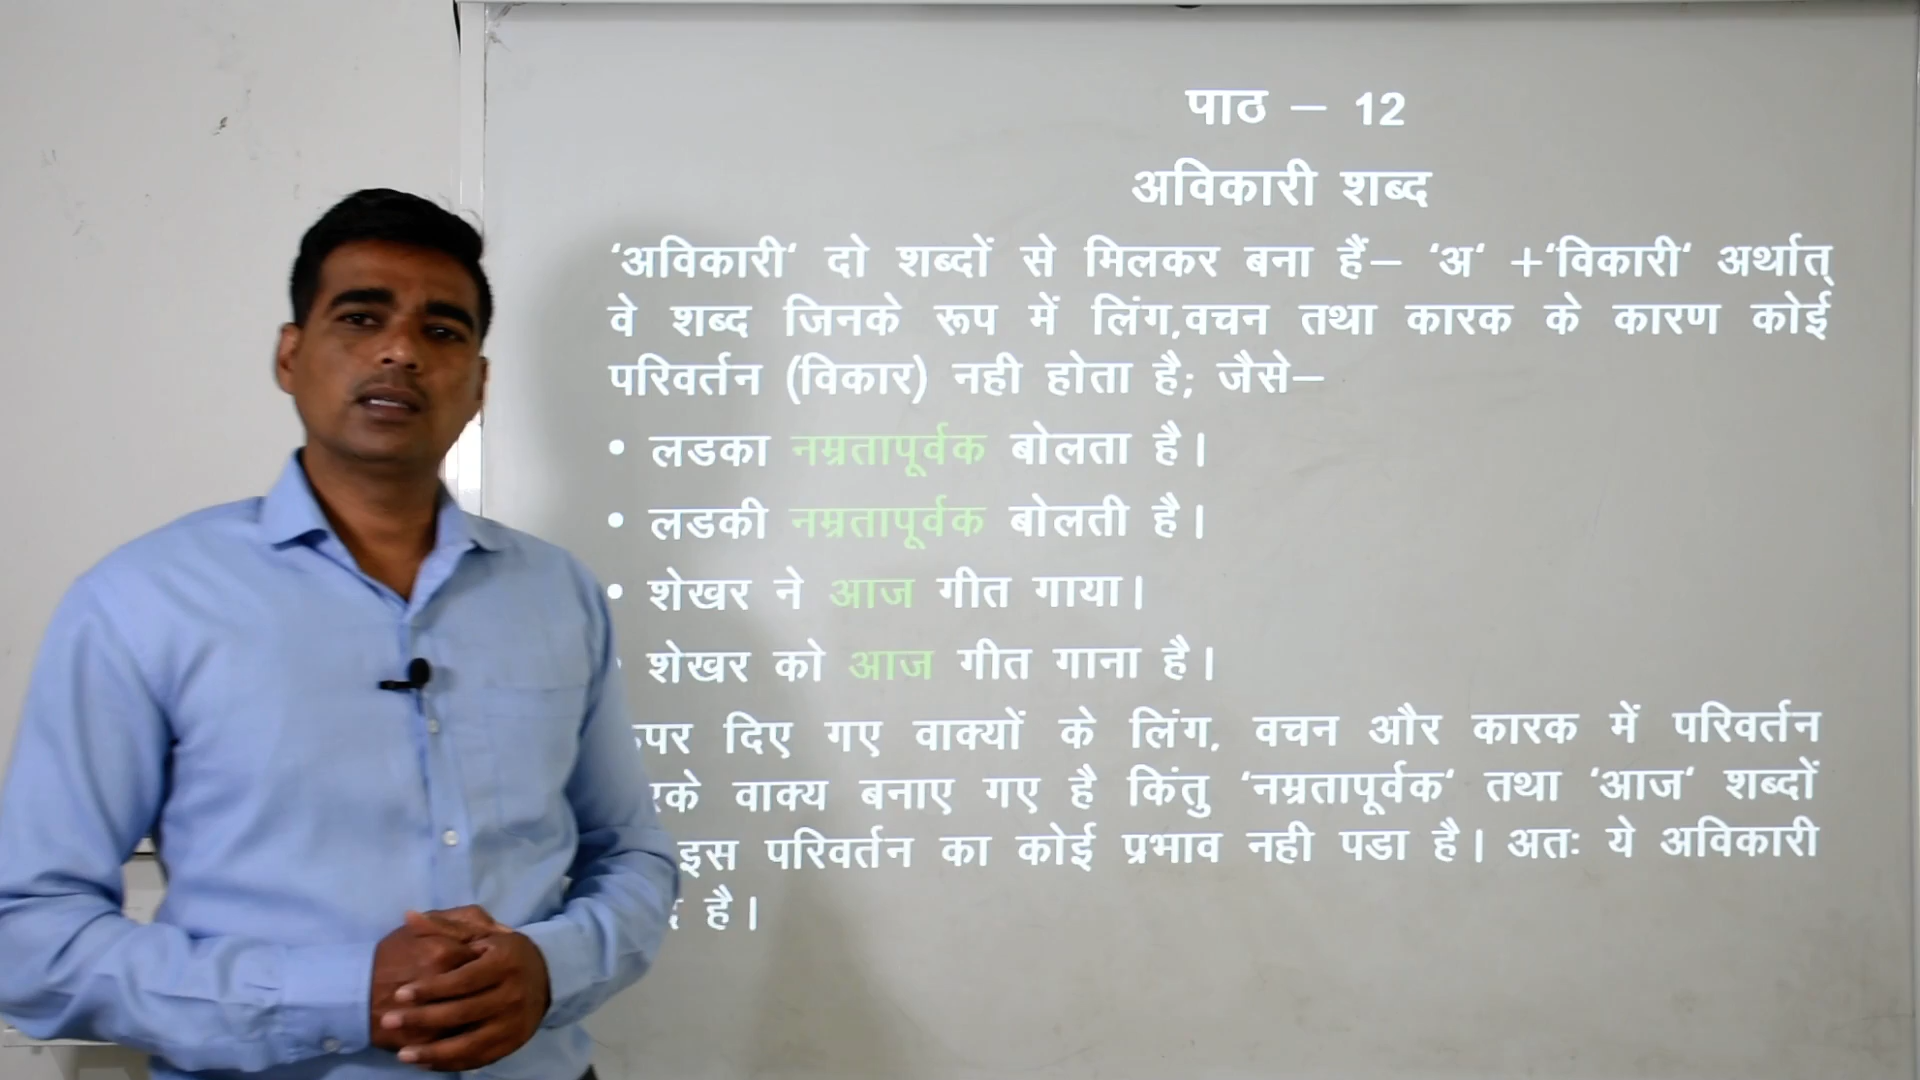 पाठ – 12
अविकारी शब्द
‘अविकारी‘ दो शब्दों से मिलकर बना हैं– ‘अ‘ +‘विकारी‘ अर्थात्
वे शब्द जिनके रूप में लिंग,वचन तथा कारक के कारण कोई
परिवर्तन (विकार) नही होता है; जैसे–
• लडका नम्रतापूर्वक बोलता है।
• लडकी नम्रतापूर्वक बोलती है।
• शेखर ने आज गीत गाया।
• शेखर को आज गीत गाना है।
दिए गए वाक्यों के लिंग, वचन और कारक में परिवर्तन
वाक्य बनाए गए है किंतु ‘नम्रतापूर्वक‘ तथा ‘आज‘ शब्दों
इस परिवर्तन का कोई प्रभाव नही पडा है। अतः ये अविकारी
है।